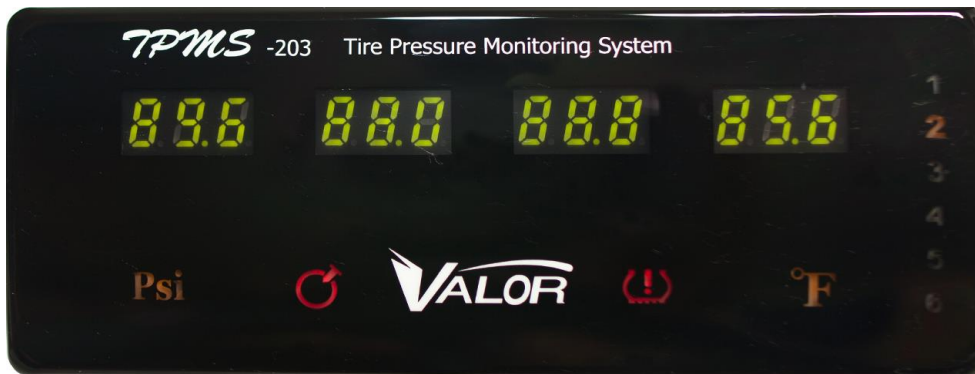 TPMS -203 Tire Pressure Monitoring System
89.6 88.0 88.8 85.6
1
2
3
4
5
6
Psi VALOR °F